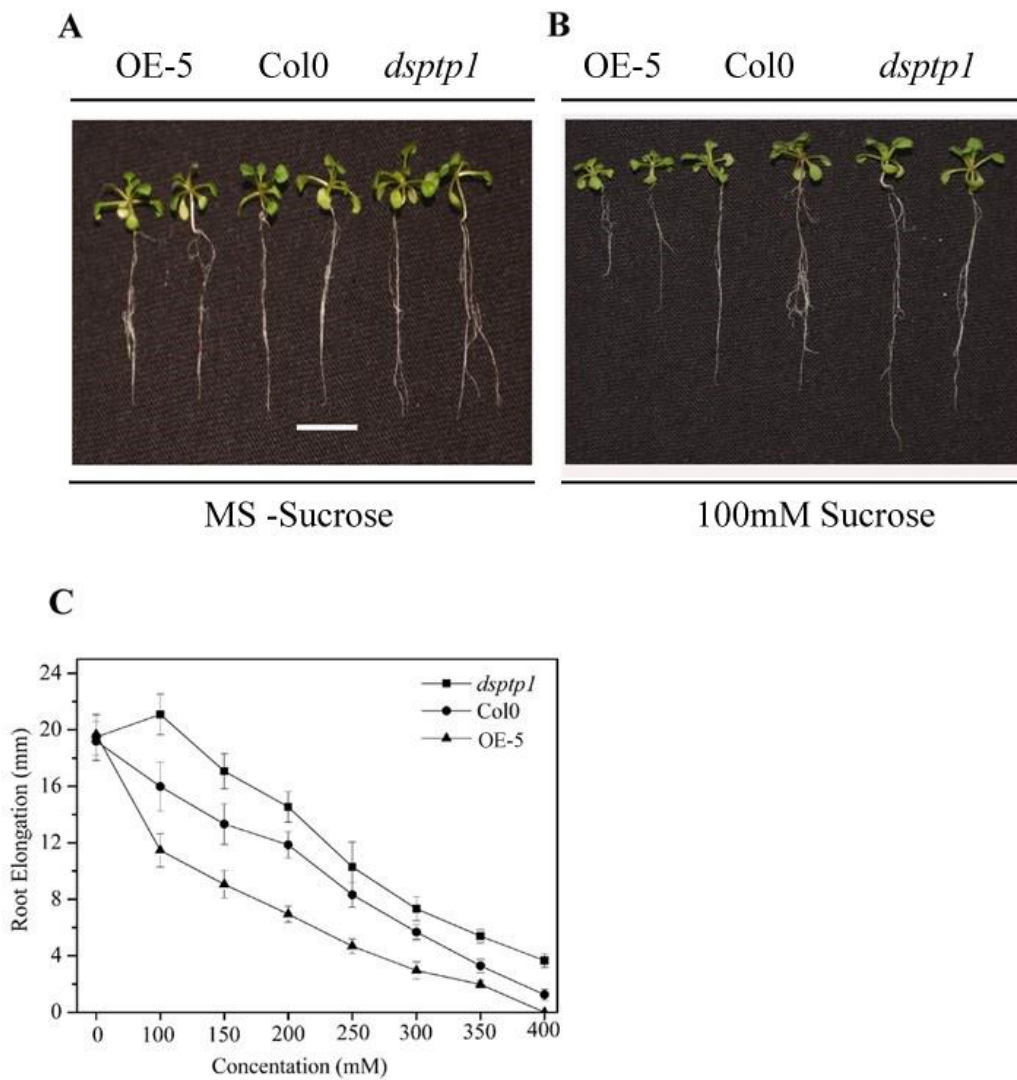 A
OE-5 Col0 dsptp1
MS -Sucrose
B
OE-5 Col0 dsptp1
100mM Sucrose
C
Root Elongation (mm)
24
20
16
12
8
4
0
dsptp1
Col0
OE-5
0 100 150 200 250 300 350 400
Concentation (mM)